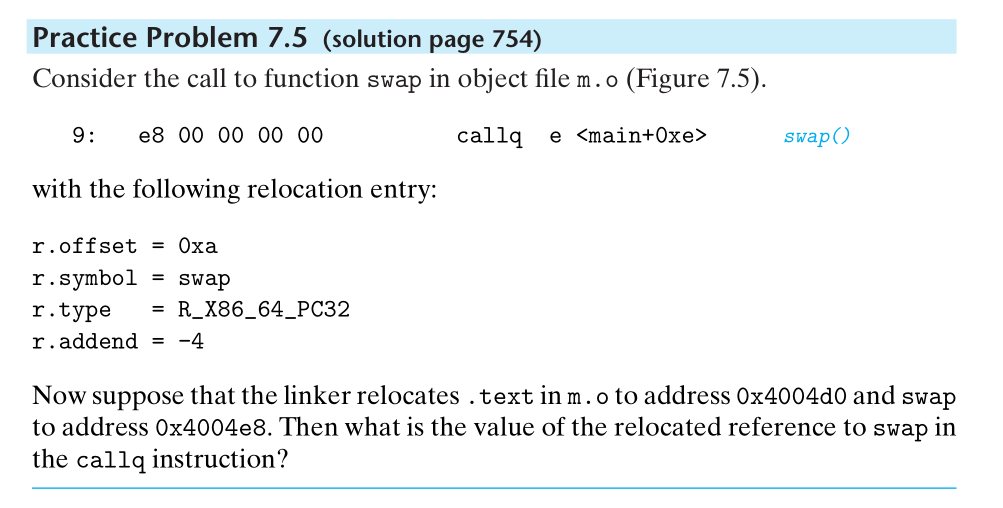 Practice Problem 7.5 (solution page 754)
Consider the call to function swap in object file m.o (Figure 7.5).
9: e8 00 00 00 00 callq e <main+0xe> swap()
with the following relocation entry:
r.offset = 0xa
r.symbol = swap
r.type = R_X86_64_PC32
r.addend = -4
Now suppose that the linker relocates .text in m.o to address 0x4004d0 and swap
to address 0x4004e8. Then what is the value of the relocated reference to swap in
the callq instruction?